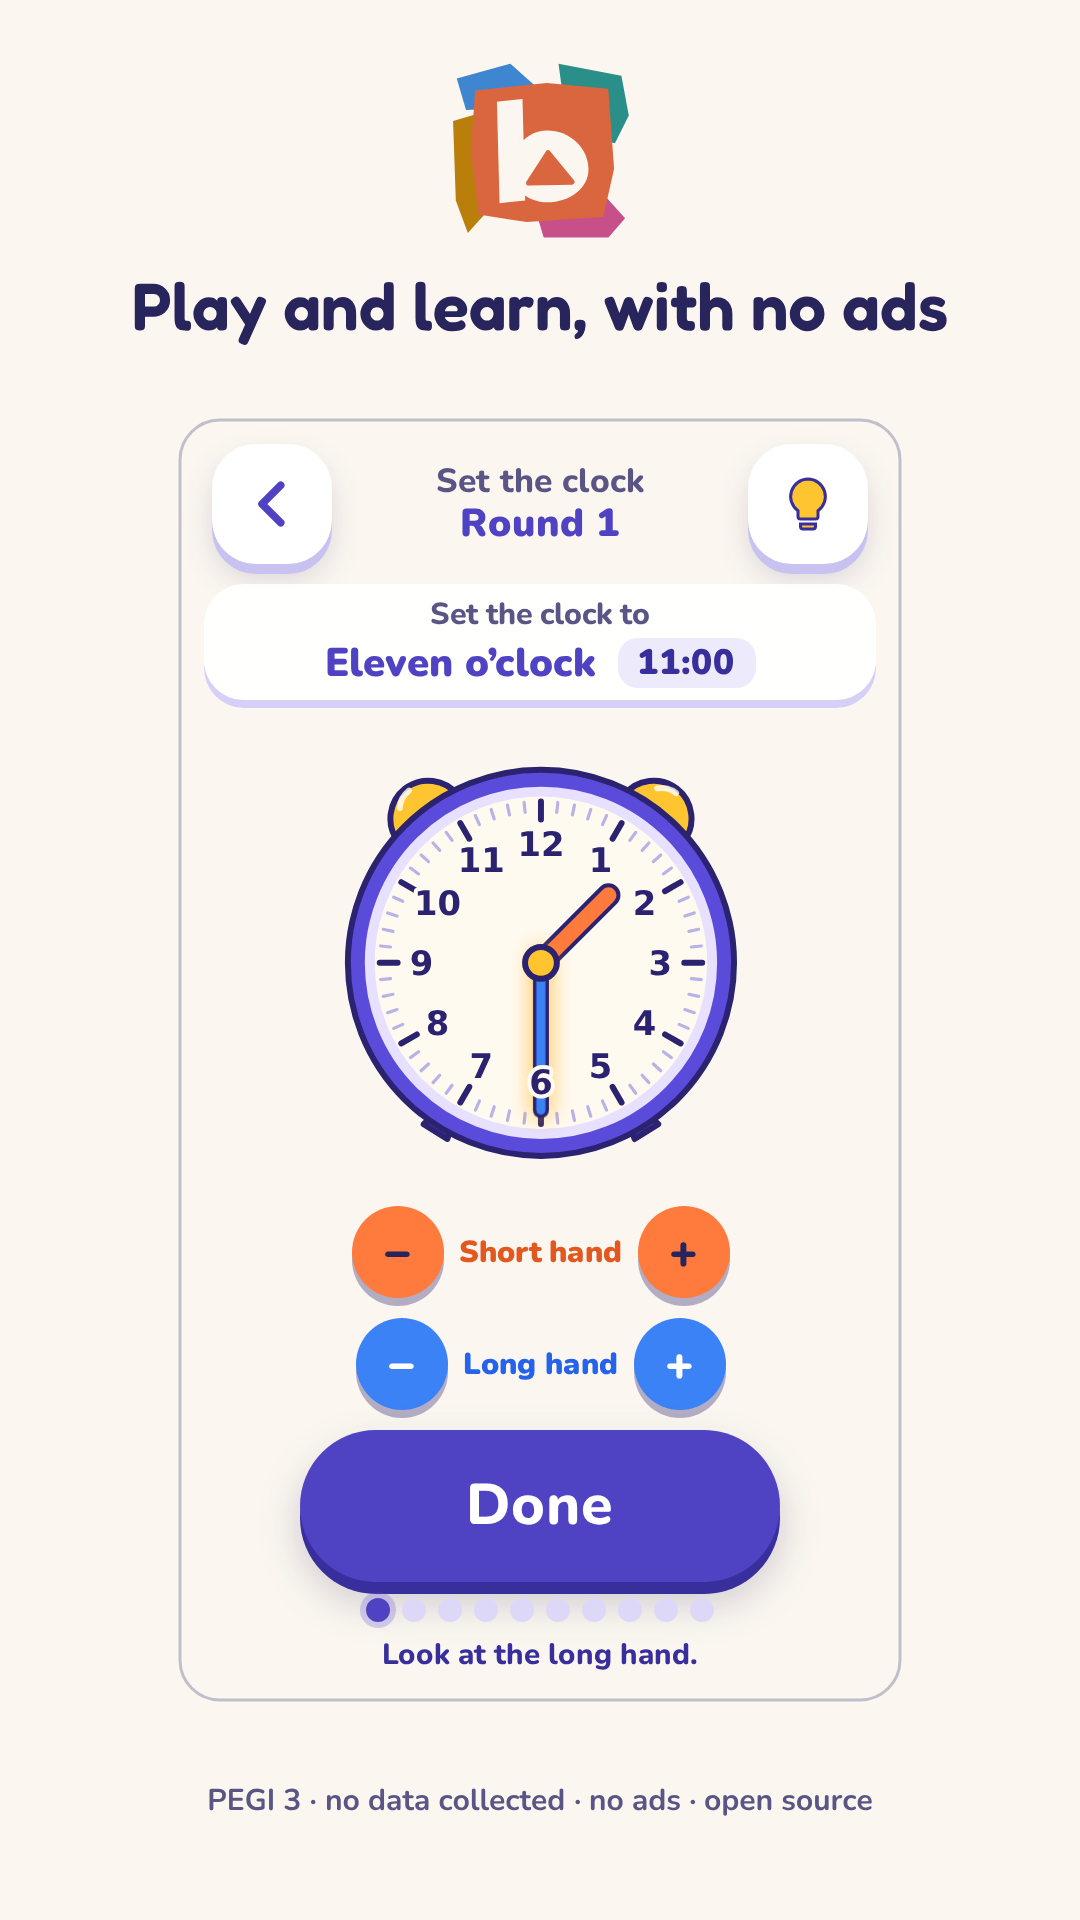 b
Play and learn, with no ads
Set the clock
Round 1
Set the clock to
Eleven o’clock 11:00
12
11 1
10 2
9 3
8 4
7 5
6
− Short hand +
− Long hand +
Done
Look at the long hand.
PEGI 3 · no data collected · no ads · open source